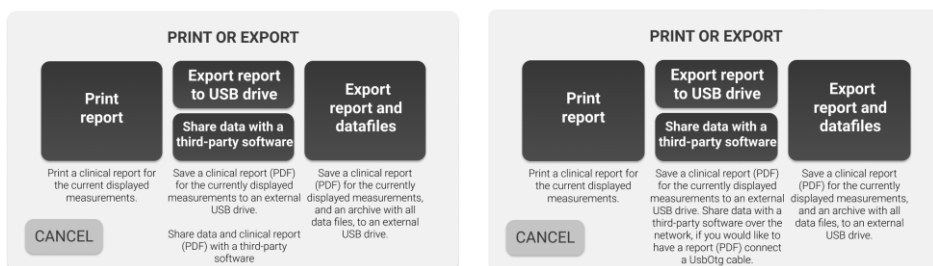 PRINT OR EXPORT
Print
report
Export report
to USB drive
Share data with a
third-party software
Export
report and
datafiles
Print a clinical report for
the current displayed
measurements.
Save a clinical report (PDF)
for the currently displayed
measurements to an external
USB drive.
Share data and clinical report
(PDF) with a third-party
software
Save a clinical report
(PDF) for the currently
displayed measurements,
and an archive with all
data files, to an external
USB drive.
CANCEL
PRINT OR EXPORT
Print
report
Export report
to USB drive
Share data with a
third-party software
Export
report and
datafiles
Print a clinical report for
the current displayed
measurements.
Save a clinical report (PDF)
for the currently displayed
measurements to an external
USB drive. Share data with a
third-party software over the
network, if you would like to
have a report (PDF) connect
a UsbOtg cable.
Save a clinical report
(PDF) for the currently
displayed measurements,
and an archive with all
data files, to an external
USB drive.
CANCEL